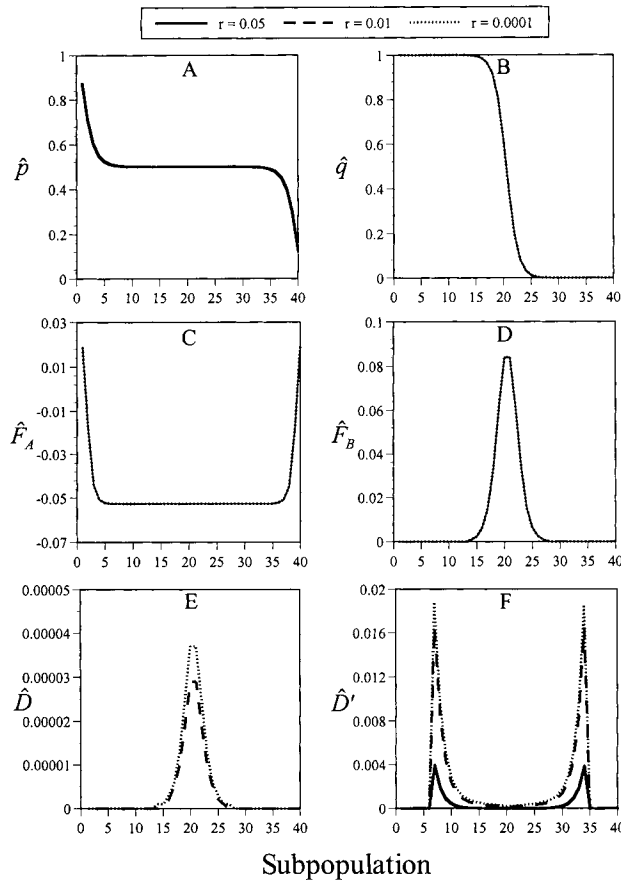 r = 0.05 r = 0.01 r = 0.0001
A B
1 1
0.8 0.8
p̂ 0.6 q̂ 0.6
0.4 0.4
0.2 0.2
0 0
0 5 10 15 20 25 30 35 40 0 5 10 15 20 25 30 35 40
C D
0.03 0.1
0.01 0.08
-0.01 0.06
F̂_A -0.03 F̂_B 0.04
-0.05 0.02
-0.07 0
0 5 10 15 20 25 30 35 40 0 5 10 15 20 25 30 35 40
E F
0.00005 0.02
0.00004 0.016
0.00003 0.012
D̂ 0.00002 D̂' 0.008
0.00001 0.004
0 0
0 5 10 15 20 25 30 35 40 0 5 10 15 20 25 30 35 40
Subpopulation